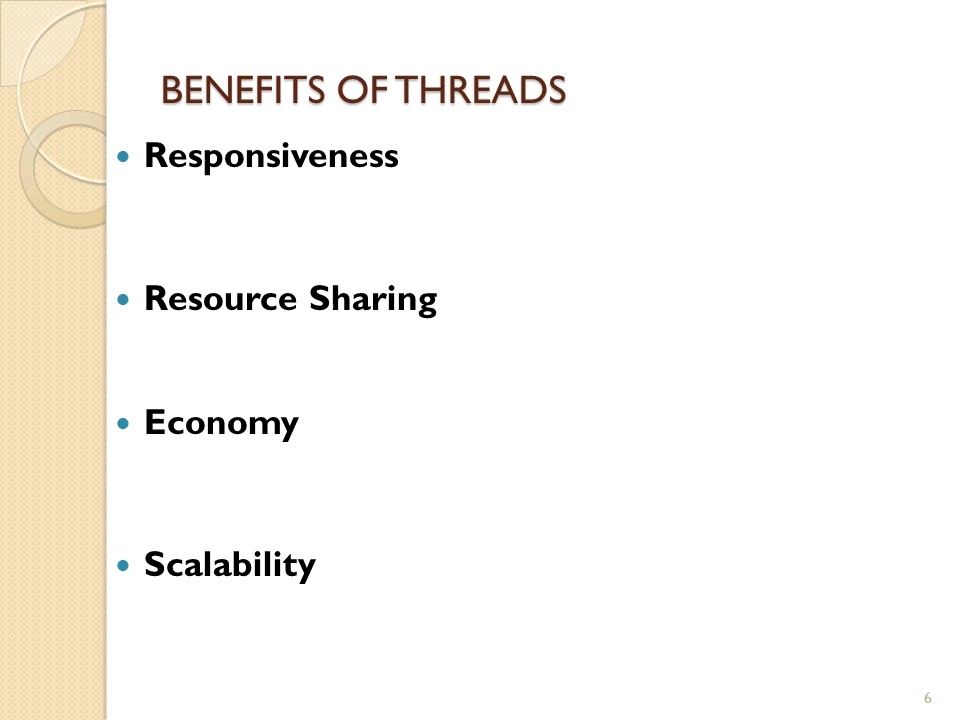 BENEFITS OF THREADS
Responsiveness
Resource Sharing
Economy
Scalability
6